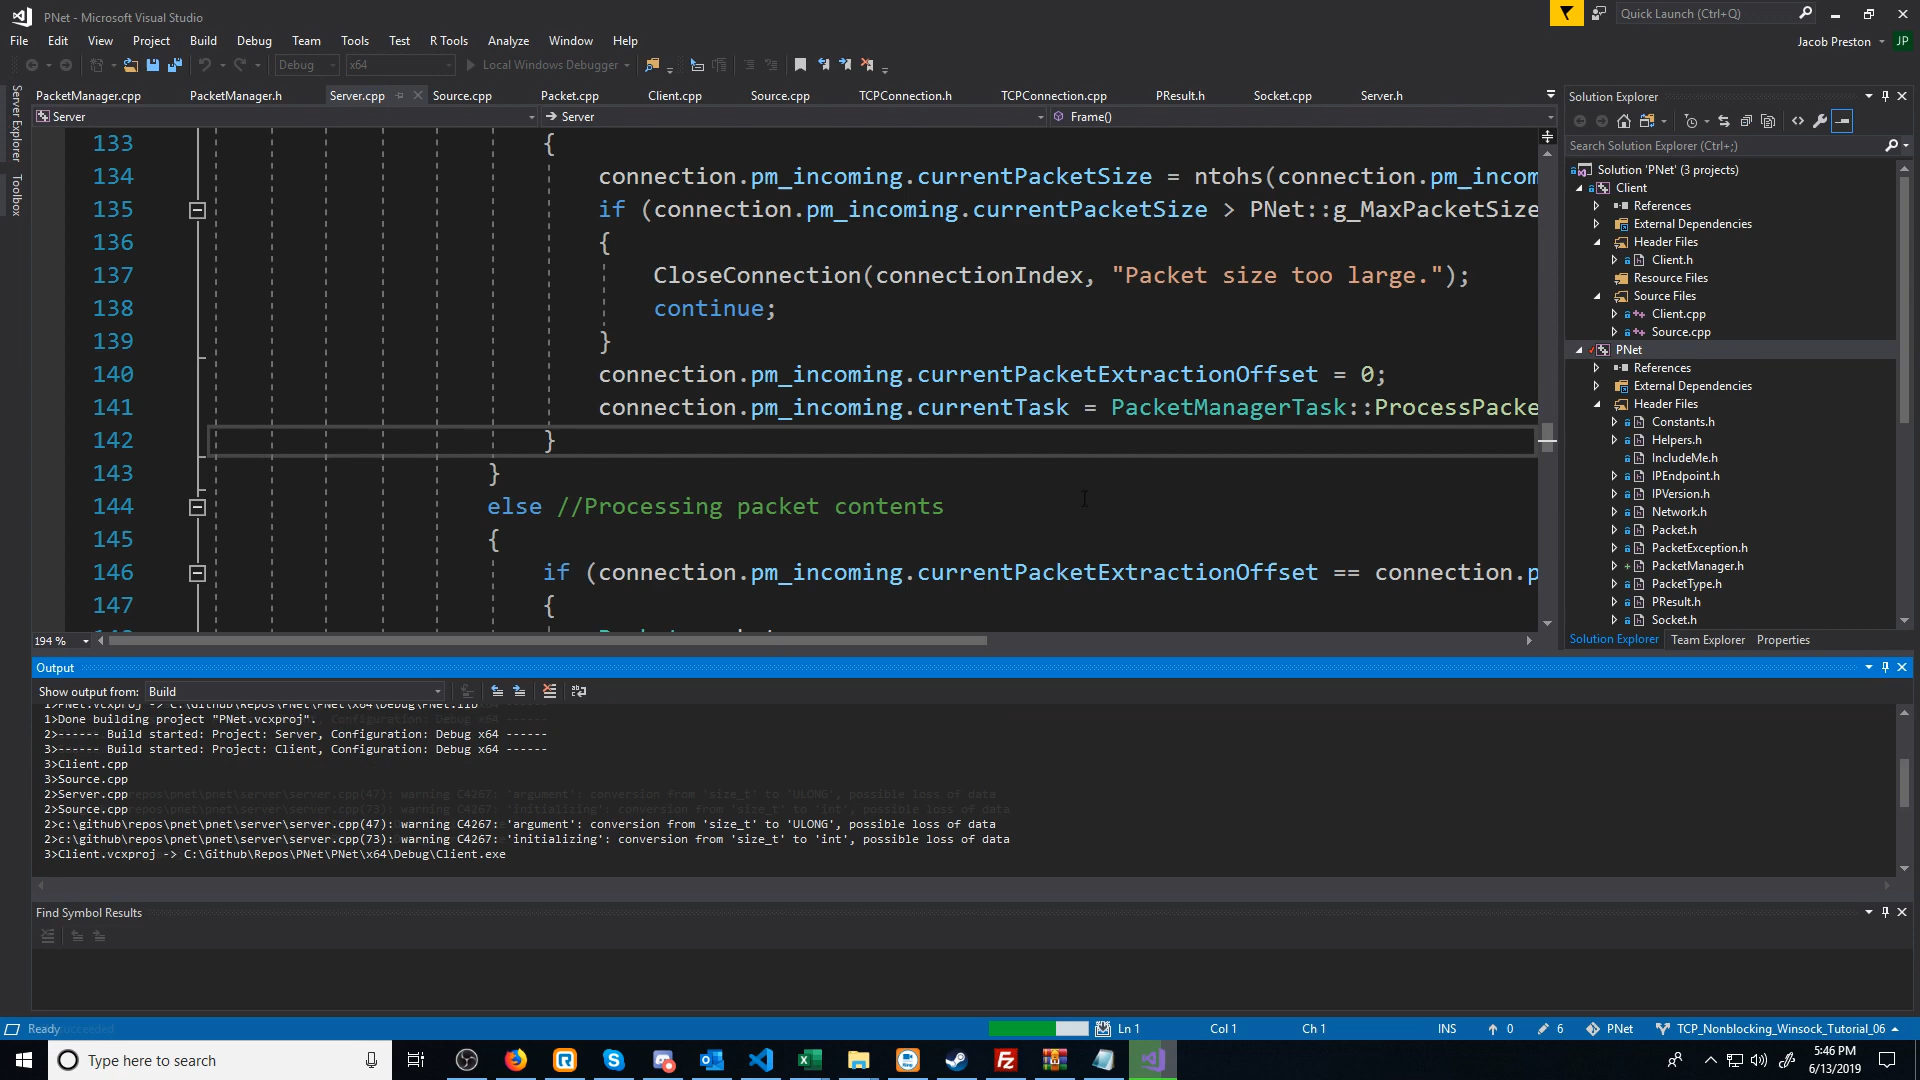 PNet - Microsoft Visual Studio
Quick Launch (Ctrl+Q)
File Edit View Project Build Debug Team Tools Test R Tools Analyze Window Help
Jacob Preston JP
Debug x64 Local Windows Debugger
Server Explorer
Toolbox
PacketManager.cpp PacketManager.h Server.cpp Source.cpp Packet.cpp Client.cpp Source.cpp TCPConnection.h TCPConnection.cpp PResult.h Socket.cpp Server.h
Server Server Frame()
133 {
134 connection.pm_incoming.currentPacketSize = ntohs(connection.pm_incom
135 if (connection.pm_incoming.currentPacketSize > PNet::g_MaxPacketSize
136 {
137 CloseConnection(connectionIndex, "Packet size too large.");
138 continue;
139 }
140 connection.pm_incoming.currentPacketExtractionOffset = 0;
141 connection.pm_incoming.currentTask = PacketManagerTask::ProcessPacke
142 }
143 }
144 else //Processing packet contents
145 {
146 if (connection.pm_incoming.currentPacketExtractionOffset == connection.p
147 {
194 %
Solution Explorer
Search Solution Explorer (Ctrl+;)
Solution 'PNet' (3 projects)
Client
References
External Dependencies
Header Files
Client.h
Resource Files
Source Files
Client.cpp
Source.cpp
PNet
References
External Dependencies
Header Files
Constants.h
Helpers.h
IncludeMe.h
IPEndpoint.h
IPVersion.h
Network.h
Packet.h
PacketException.h
PacketManager.h
PacketType.h
PResult.h
Socket.h
Solution Explorer Team Explorer Properties
Output
Show output from: Build
1>PNet.vcxproj -> C:\Github\Repos\PNet\PNet\x64\Debug\PNet.lib
1>Done building project "PNet.vcxproj".
2>------ Build started: Project: Server, Configuration: Debug x64 ------
3>------ Build started: Project: Client, Configuration: Debug x64 ------
3>Client.cpp
3>Source.cpp
2>Server.cpp
2>Source.cpp
2>c:\github\repos\pnet\pnet\server\server.cpp(47): warning C4267: 'argument': conversion from 'size_t' to 'ULONG', possible loss of data
2>c:\github\repos\pnet\pnet\server\server.cpp(73): warning C4267: 'initializing': conversion from 'size_t' to 'int', possible loss of data
3>Client.vcxproj -> C:\Github\Repos\PNet\PNet\x64\Debug\Client.exe
Find Symbol Results
Ready Ln 1 Col 1 Ch 1 INS 0 6 PNet TCP_Nonblocking_Winsock_Tutorial_06
Type here to search
5:46 PM
6/13/2019